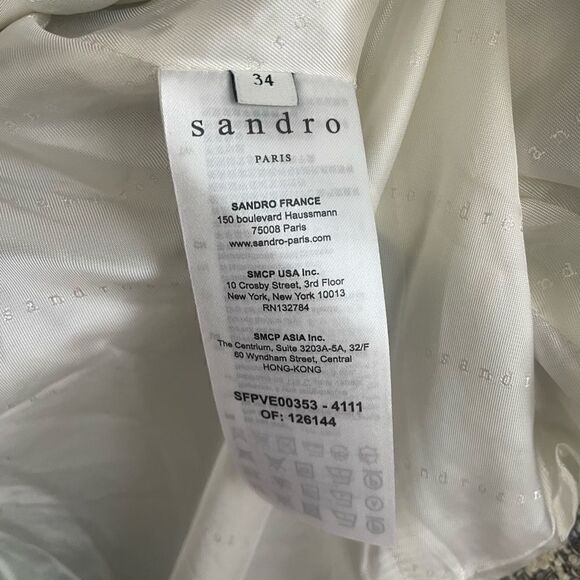 34
sandro
PARIS
SANDRO FRANCE
150 boulevard Haussmann
75008 Paris
www.sandro-paris.com
SMCP USA Inc.
10 Crosby Street, 3rd Floor
New York, New York 10013
RN132784
SMCP ASIA Inc.
The Centrium, Suite 3203A-5A, 32/F
60 Wyndham Street, Central
HONG-KONG
SFPVE00353 - 4111
OF: 126144
sandro
sandro